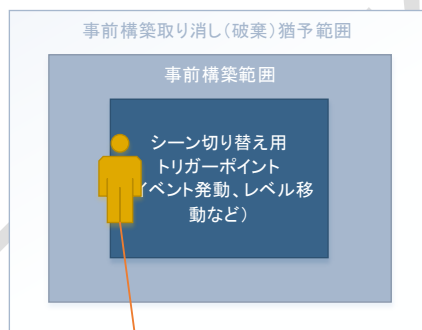 事前構築取り消し（破棄）猶予範囲
事前構築範囲
シーン切り替え用
トリガーポイント
イベント発動、レベル移
動など）